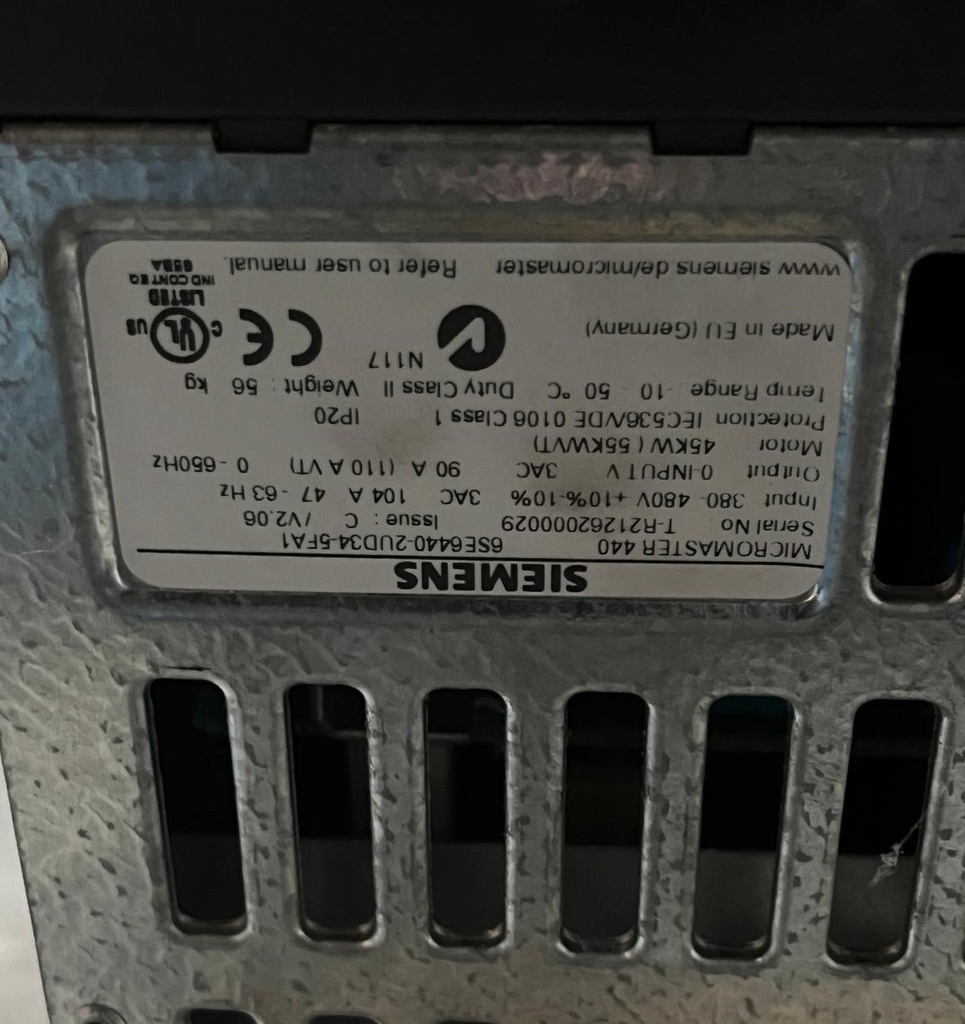 SIEMENS
MICROMASTER 440 6SE6440-2UD34-5FA1
Serial No : T-R21262000029 Issue : C /V2.06
Input 380- 480V +10%-10% 3AC 104 A 47 -63 Hz
Output 0-INPUT V 3AC 90 A (110 A VT) 0 - 650Hz
Motor 45KW ( 55KWVT)
Protection IEC536/VDE 0106 Class 1 IP20
Temp Range -10 - 50 °C Duty Class II Weight : 56 kg
Made in EU (Germany) N117 CE C UL US
LISTED
IND CONT EQ
65BA
www siemens de/micromaster Refer to user manual.